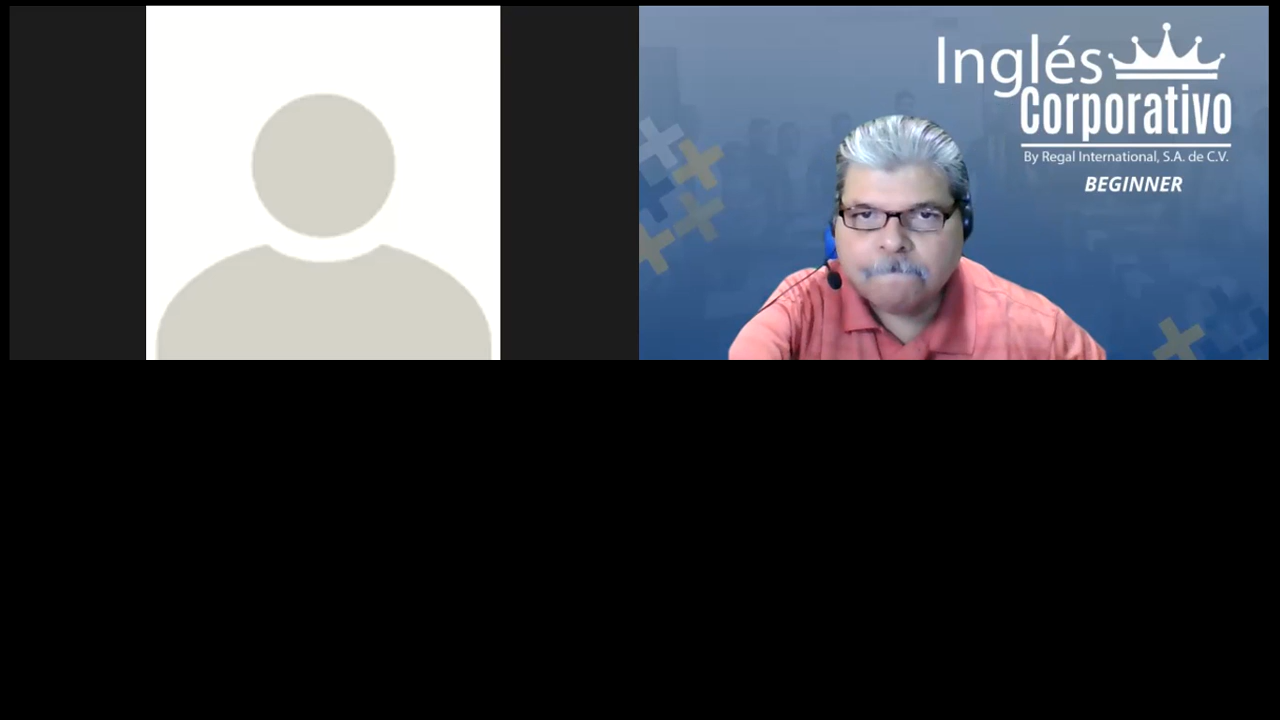 Inglés
Corporativo
By Regal International, S.A. de C.V.
BEGINNER